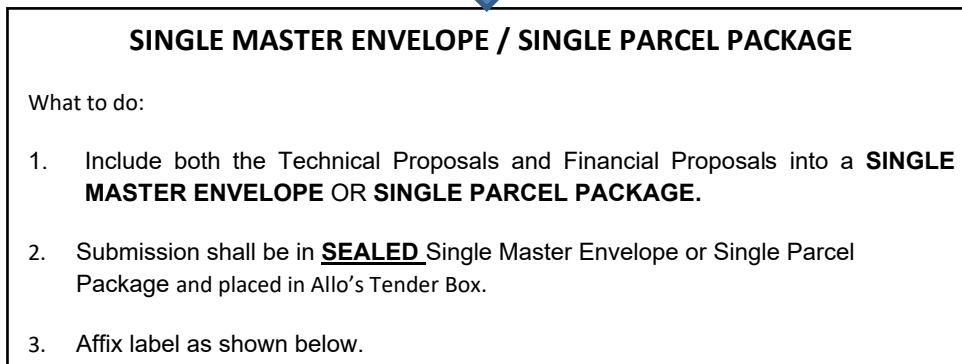 SINGLE MASTER ENVELOPE / SINGLE PARCEL PACKAGE
What to do:
1. Include both the Technical Proposals and Financial Proposals into a SINGLE
MASTER ENVELOPE OR SINGLE PARCEL PACKAGE.
2. Submission shall be in SEALED Single Master Envelope or Single Parcel
Package and placed in Allo's Tender Box.
3. Affix label as shown below.